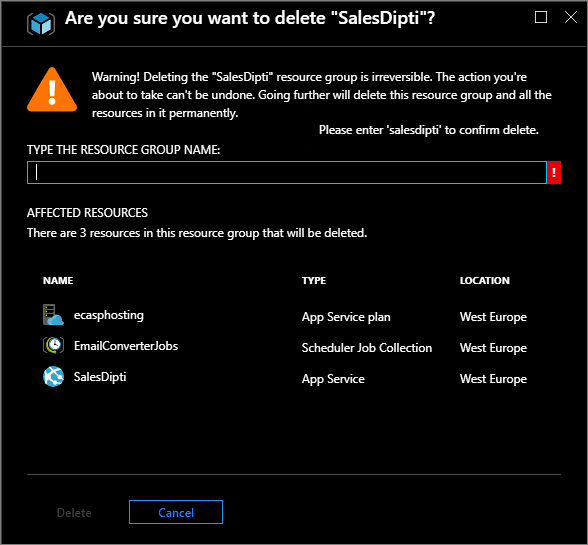 Are you sure you want to delete "SalesDipti"?
Warning! Deleting the "SalesDipti" resource group is irreversible. The action you're
about to take can't be undone. Going further will delete this resource group and all the
resources in it permanently.
Please enter 'salesdipti' to confirm delete.
TYPE THE RESOURCE GROUP NAME:
!
AFFECTED RESOURCES
There are 3 resources in this resource group that will be deleted.
NAME TYPE LOCATION
ecasphosting App Service plan West Europe
EmailConverterJobs Scheduler Job Collection West Europe
SalesDipti App Service West Europe
Delete Cancel